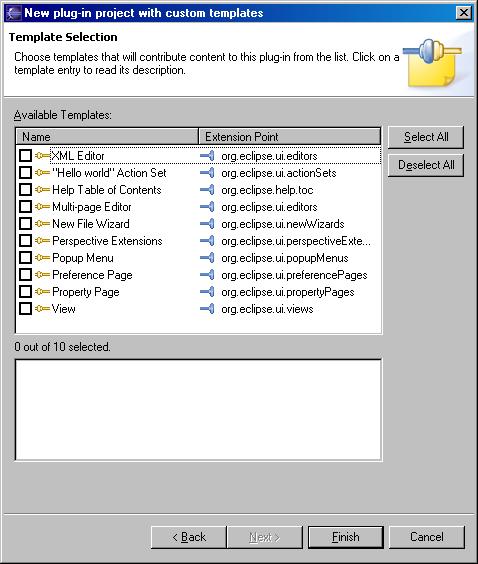 New plug-in project with custom templates
Template Selection
Choose templates that will contribute content to this plug-in from the list. Click on a
template entry to read its description.
Available Templates:
Name Extension Point
XML Editor org.eclipse.ui.editors
"Hello world" Action Set org.eclipse.ui.actionSets
Help Table of Contents org.eclipse.help.toc
Multi-page Editor org.eclipse.ui.editors
New File Wizard org.eclipse.ui.newWizards
Perspective Extensions org.eclipse.ui.perspectiveExte...
Popup Menu org.eclipse.ui.popupMenus
Preference Page org.eclipse.ui.preferencePages
Property Page org.eclipse.ui.propertyPages
View org.eclipse.ui.views
Select All
Deselect All
0 out of 10 selected.
< Back Next > Finish Cancel